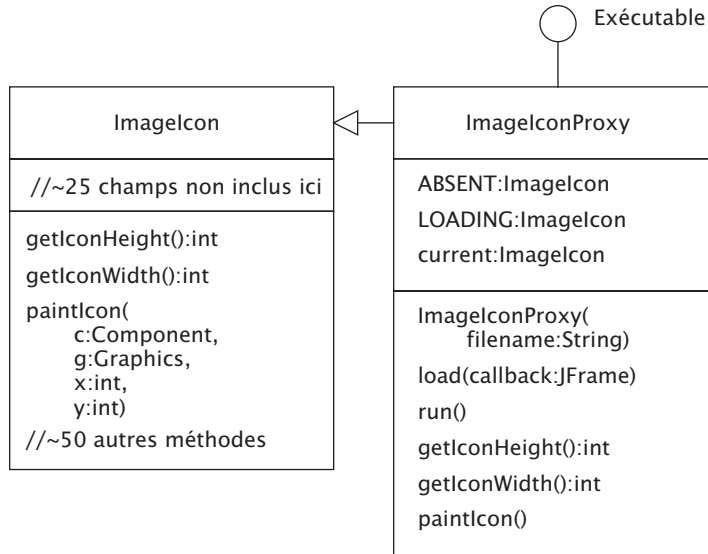 Exécutable
ImageIcon
//~25 champs non inclus ici
getIconHeight():int
getIconWidth():int
paintIcon(
c:Component,
g:Graphics,
x:int,
y:int)
//~50 autres méthodes
ImageIconProxy
ABSENT:ImageIcon
LOADING:ImageIcon
current:ImageIcon
ImageIconProxy(
filename:String)
load(callback:JFrame)
run()
getIconHeight():int
getIconWidth():int
paintIcon()